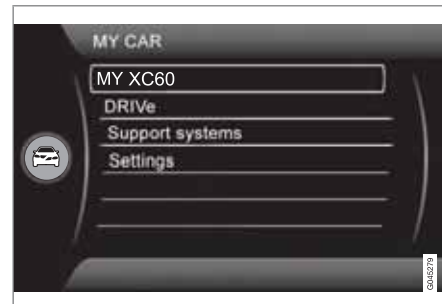 MY CAR
MY XC60
DRIVe
Support systems
Settings
G045279